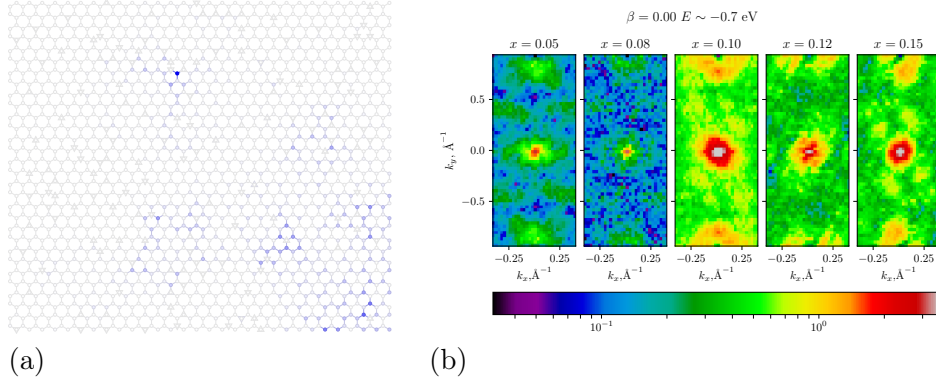 β = 0.00 E ∼ −0.7 eV
x = 0.05 x = 0.08 x = 0.10 x = 0.12 x = 0.15
0.5
0.0
−0.5
k_y, Å⁻¹
−0.25 0.25 −0.25 0.25 −0.25 0.25 −0.25 0.25 −0.25 0.25
k_x,Å⁻¹ k_x,Å⁻¹ k_x,Å⁻¹ k_x,Å⁻¹ k_x,Å⁻¹
10⁻¹ 10⁰
(a) (b)